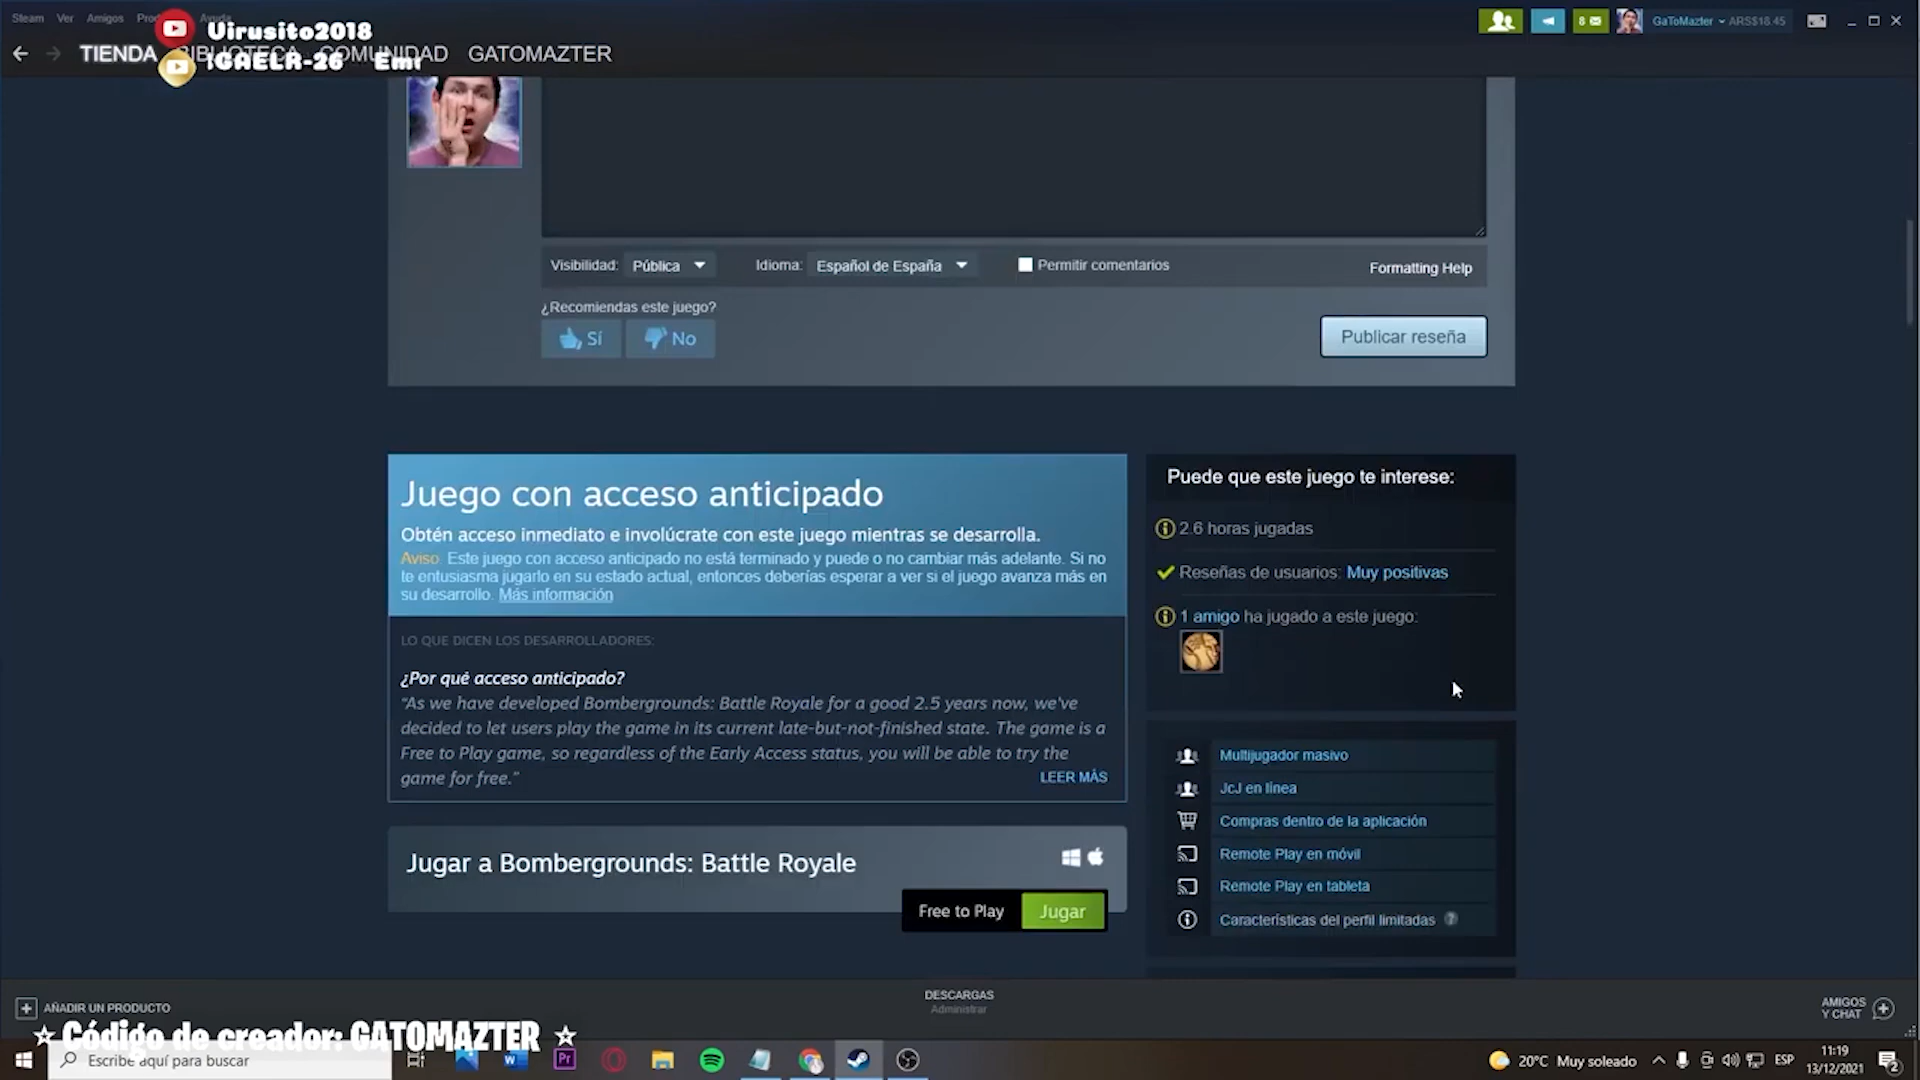 Steam Ver Amigos
GaToMazter ARS$18.45
8
Uirusito2018
iGAELR-26 Emi
TIENDA BIBLIOTECA COMUNIDAD GATOMAZTER
Visibilidad: Pública
Idioma: Español de España
Permitir comentarios
Formatting Help
¿Recomiendas este juego?
Sí
No
Publicar reseña
Juego con acceso anticipado
Obtén acceso inmediato e involúcrate con este juego mientras se desarrolla.
Aviso: Este juego con acceso anticipado no está terminado y puede o no cambiar más adelante. Si no
te entusiasma jugarlo en su estado actual, entonces deberías esperar a ver si el juego avanza más en
su desarrollo. Más información
LO QUE DICEN LOS DESARROLLADORES:
¿Por qué acceso anticipado?
“As we have developed Bombergrounds: Battle Royale for a good 2.5 years now, we've
decided to let users play the game in its current late-but-not-finished state. The game is a
Free to Play game, so regardless of the Early Access status, you will be able to try the
game for free.”
LEER MÁS
Jugar a Bombergrounds: Battle Royale
Free to Play
Jugar
Puede que este juego te interese:
2.6 horas jugadas
Reseñas de usuarios: Muy positivas
1 amigo ha jugado a este juego:
Multijugador masivo
JcJ en línea
Compras dentro de la aplicación
Remote Play en móvil
Remote Play en tableta
Características del perfil limitadas ?
AÑADIR UN PRODUCTO
DESCARGAS
Administrar
AMIGOS
Y CHAT
Código de creador: GATOMAZTER
Escribe aquí para buscar
Pr
20°C Muy soleado
ESP
11:19
13/12/2021
2